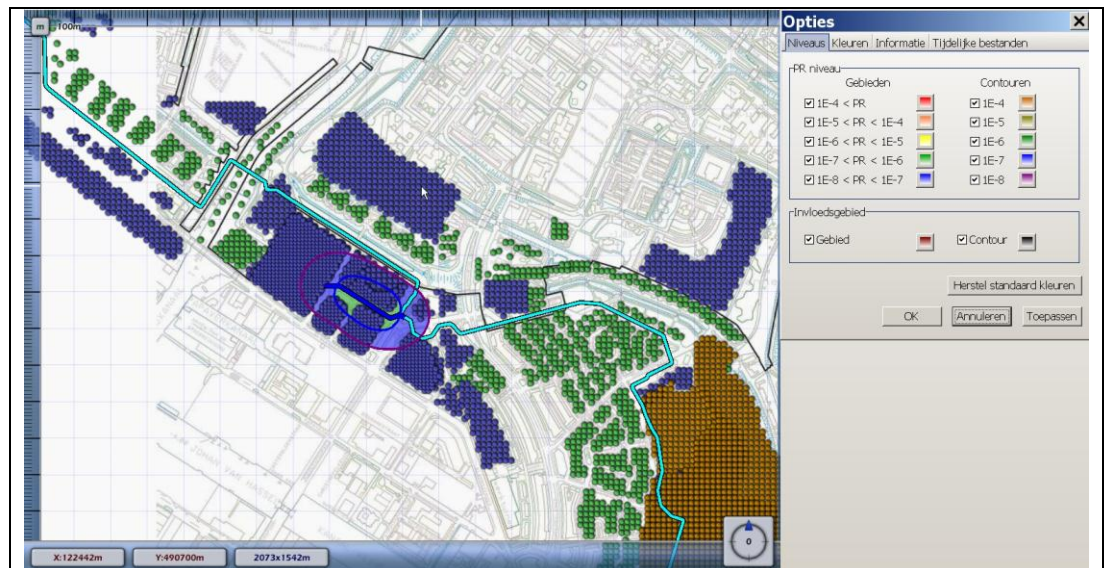 m
100m
Opties
Niveaus Kleuren Informatie Tijdelijke bestanden
PR niveau
Gebieden Contouren
1E-4 < PR 1E-4
1E-5 < PR < 1E-4 1E-5
1E-6 < PR < 1E-5 1E-6
1E-7 < PR < 1E-6 1E-7
1E-8 < PR < 1E-7 1E-8
Invloedsgebied
Gebied Contour
Herstel standaard kleuren
OK Annuleren Toepassen
JOHAN VAN HASSELT
0
X:122442m Y:490700m 2073x1542m